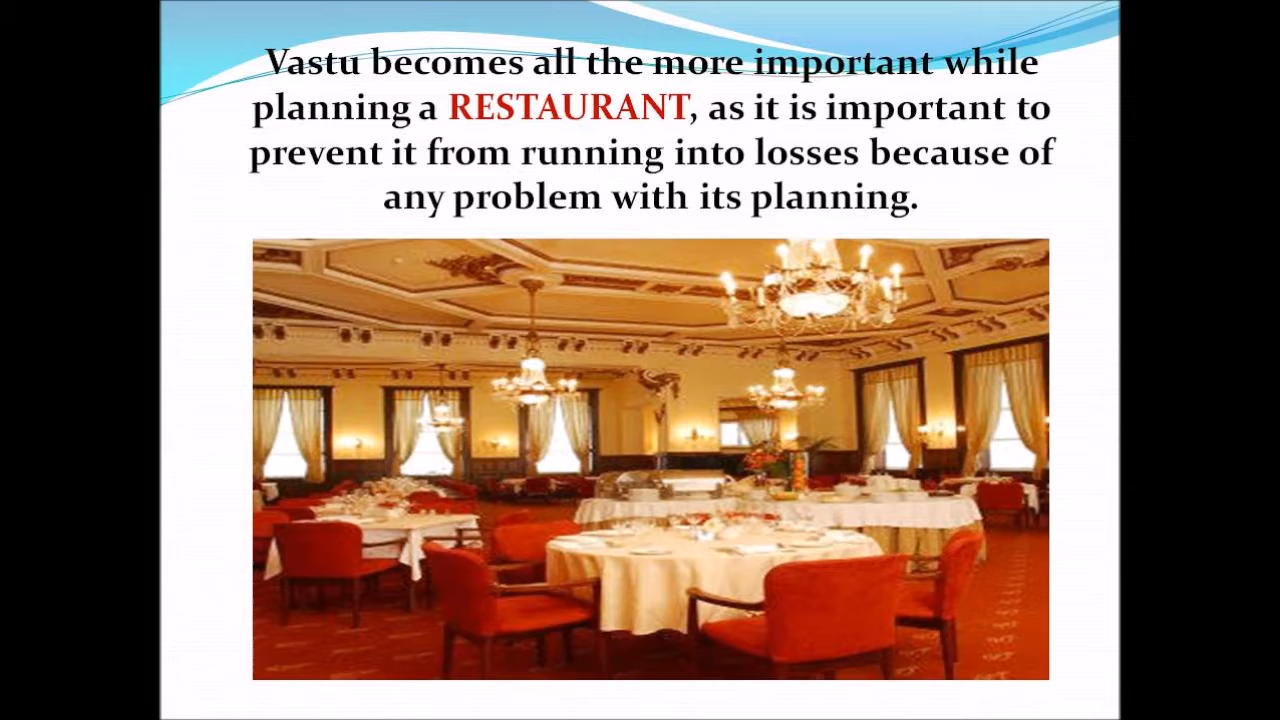 Vastu becomes all the more important while
planning a RESTAURANT, as it is important to
prevent it from running into losses because of
any problem with its planning.